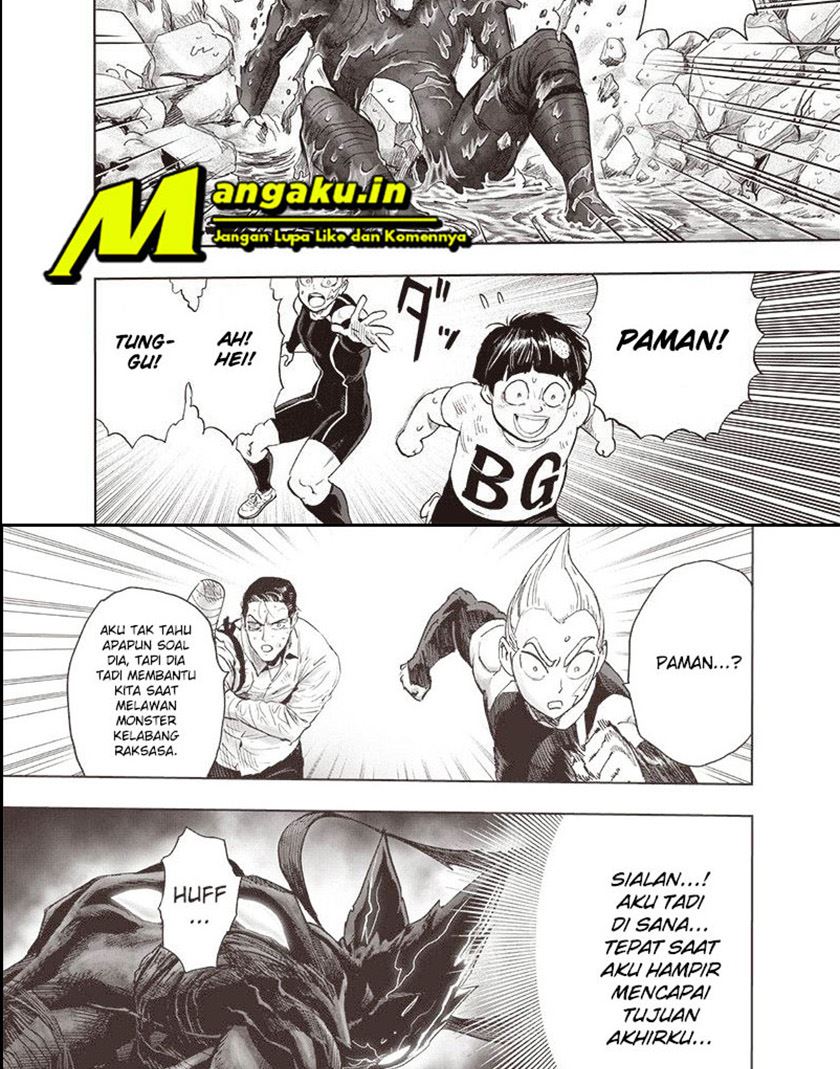 Mangaku.in
Jangan Lupa Like dan Komennya
PAMAN!
ダッ
AH!
HEI!
TUNG-
GU!
BG
PAMAN...?
AKU TAK TAHU
APAPUN SOAL
DIA, TAPI DIA
TADI MEMBANTU
KITA SAAT
MELAWAN
MONSTER
KELABANG
RAKSASA.
SIALAN...!
AKU TADI
DI SANA...
TEPAT SAAT
AKU HAMPIR
MENCAPAI
TUJUAN
AKHIRKU...
HUFF
...